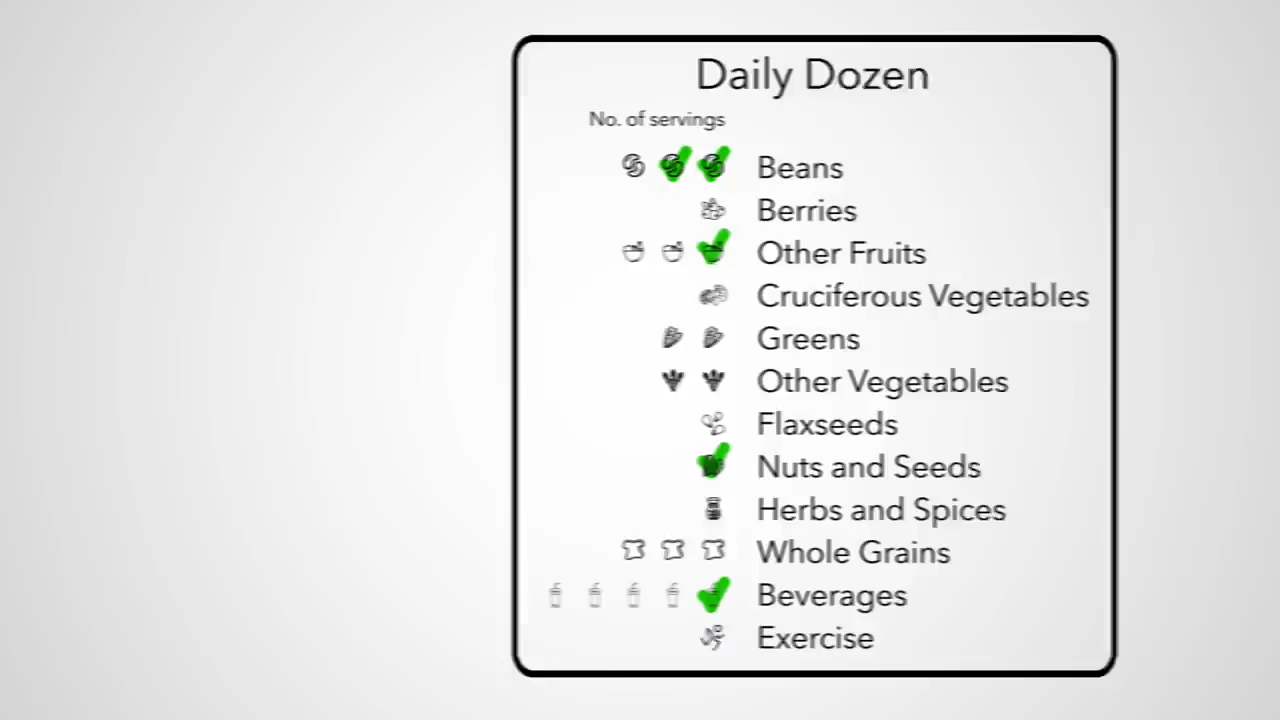 Daily Dozen
No. of servings
Beans
Berries
Other Fruits
Cruciferous Vegetables
Greens
Other Vegetables
Flaxseeds
Nuts and Seeds
Herbs and Spices
Whole Grains
Beverages
Exercise